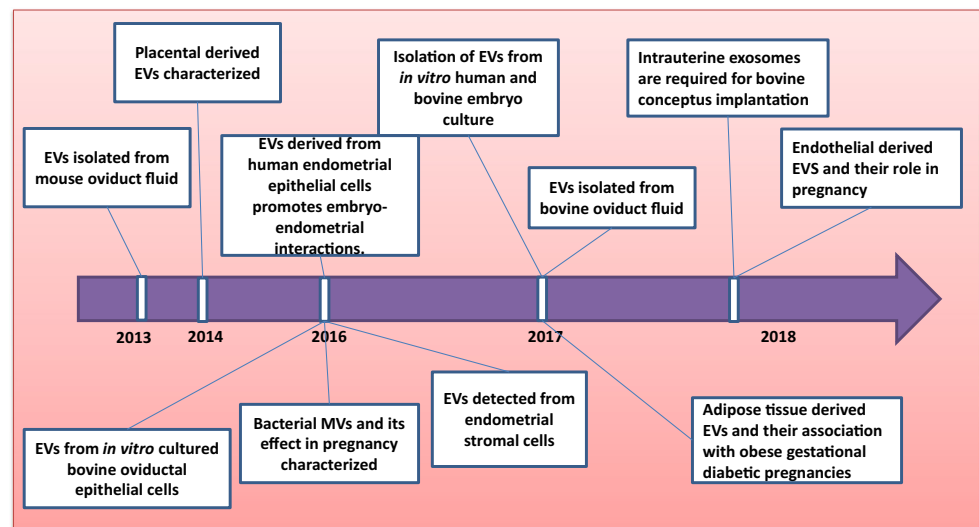 Placental derived
EVs characterized
Isolation of EVs from
in vitro human and
bovine embryo
culture
Intrauterine exosomes
are required for bovine
conceptus implantation
EVs isolated from
mouse oviduct fluid
EVs derived from
human endometrial
epithelial cells
promotes embryo-
endometrial
interactions.
EVs isolated from
bovine oviduct fluid
Endothelial derived
EVS and their role in
pregnancy
2013
2014
2016
2017
2018
EVs from in vitro cultured
bovine oviductal
epithelial cells
Bacterial MVs and its
effect in pregnancy
characterized
EVs detected from
endometrial
stromal cells
Adipose tissue derived
EVs and their association
with obese gestational
diabetic pregnancies